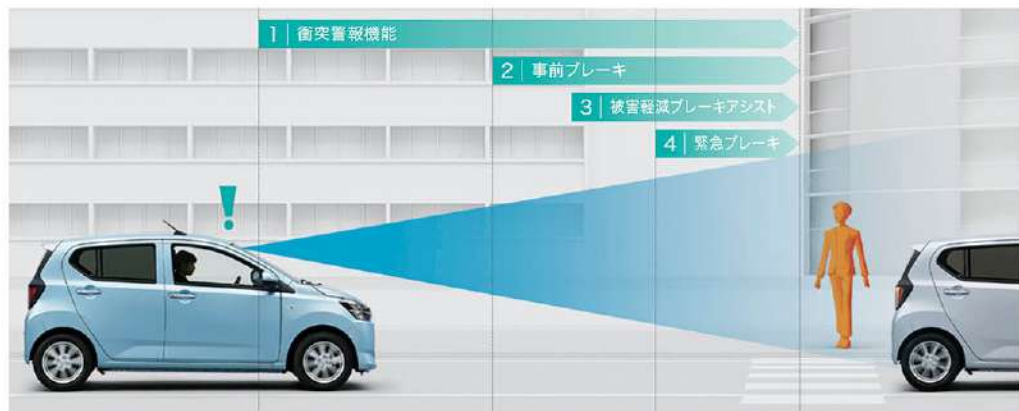 1 | 衝突警報機能
2 | 事前ブレーキ
3 | 被害軽減ブレーキアシスト
4 | 緊急ブレーキ
!